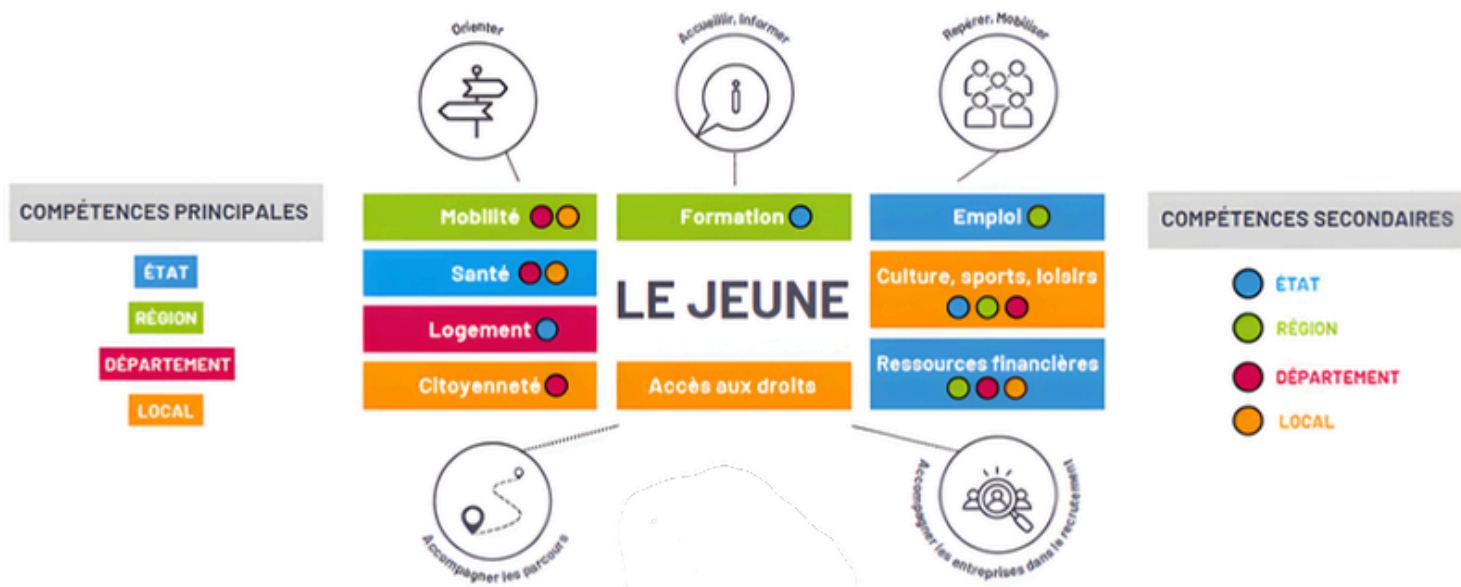 Orienter
Accueillir, Informer
Repérer, Mobiliser
COMPÉTENCES PRINCIPALES
ÉTAT
RÉGION
DÉPARTEMENT
LOCAL
Mobilité
Santé
Logement
Citoyenneté
Formation
LE JEUNE
Accès aux droits
Emploi
Culture, sports, loisirs
Ressources financières
COMPÉTENCES SECONDAIRES
ÉTAT
RÉGION
DÉPARTEMENT
LOCAL
Accompagner les parcours
Accompagner les entreprises dans le recrutement